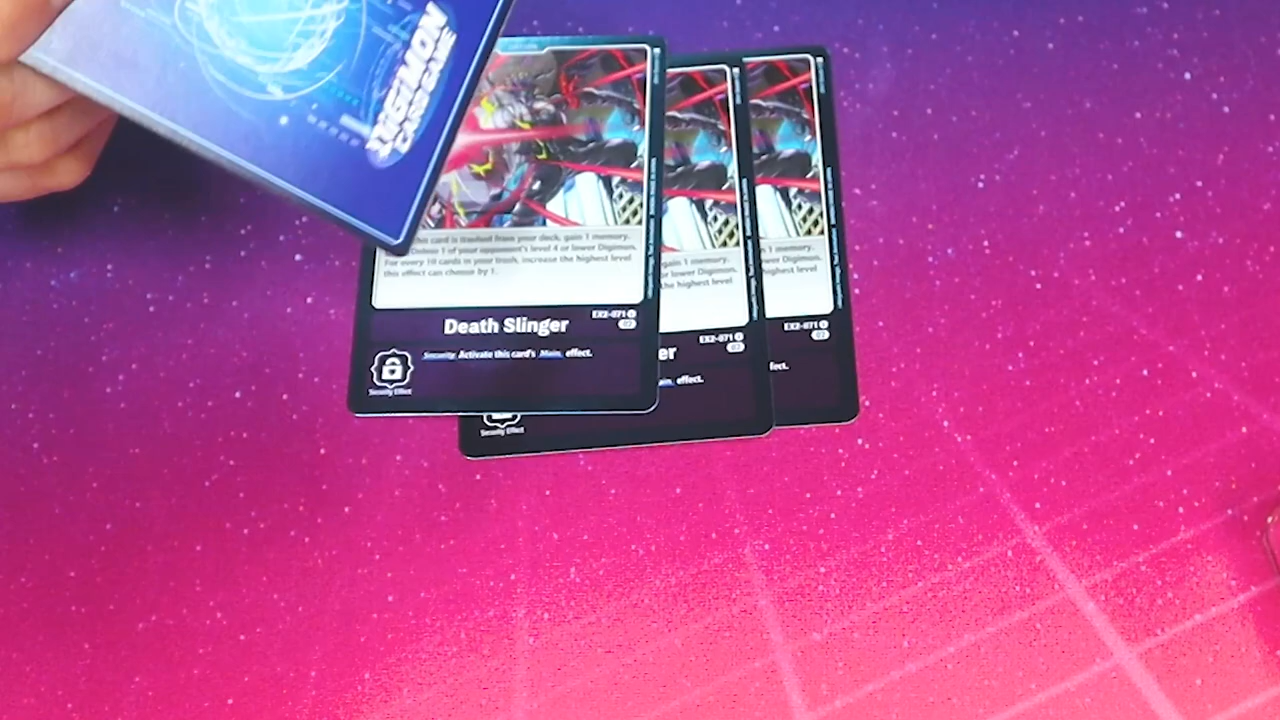 DIGIMON
CARD GAME
this card is trashed from your deck, gain 1 memory.
Delete 1 of your opponent's level 4 or lower Digimon.
For every 10 cards in your trash, increase the highest level
this effect can choose by 1.
EX2-071
Death Slinger
Security Activate this card's Main effect.
Security Effect
gain 1 memory.
or lower Digimon.
the highest level
EX2-071
er
ain effect.
Security Effect
1 memory.
wer Digimon.
highest level
EX2-071
fect.